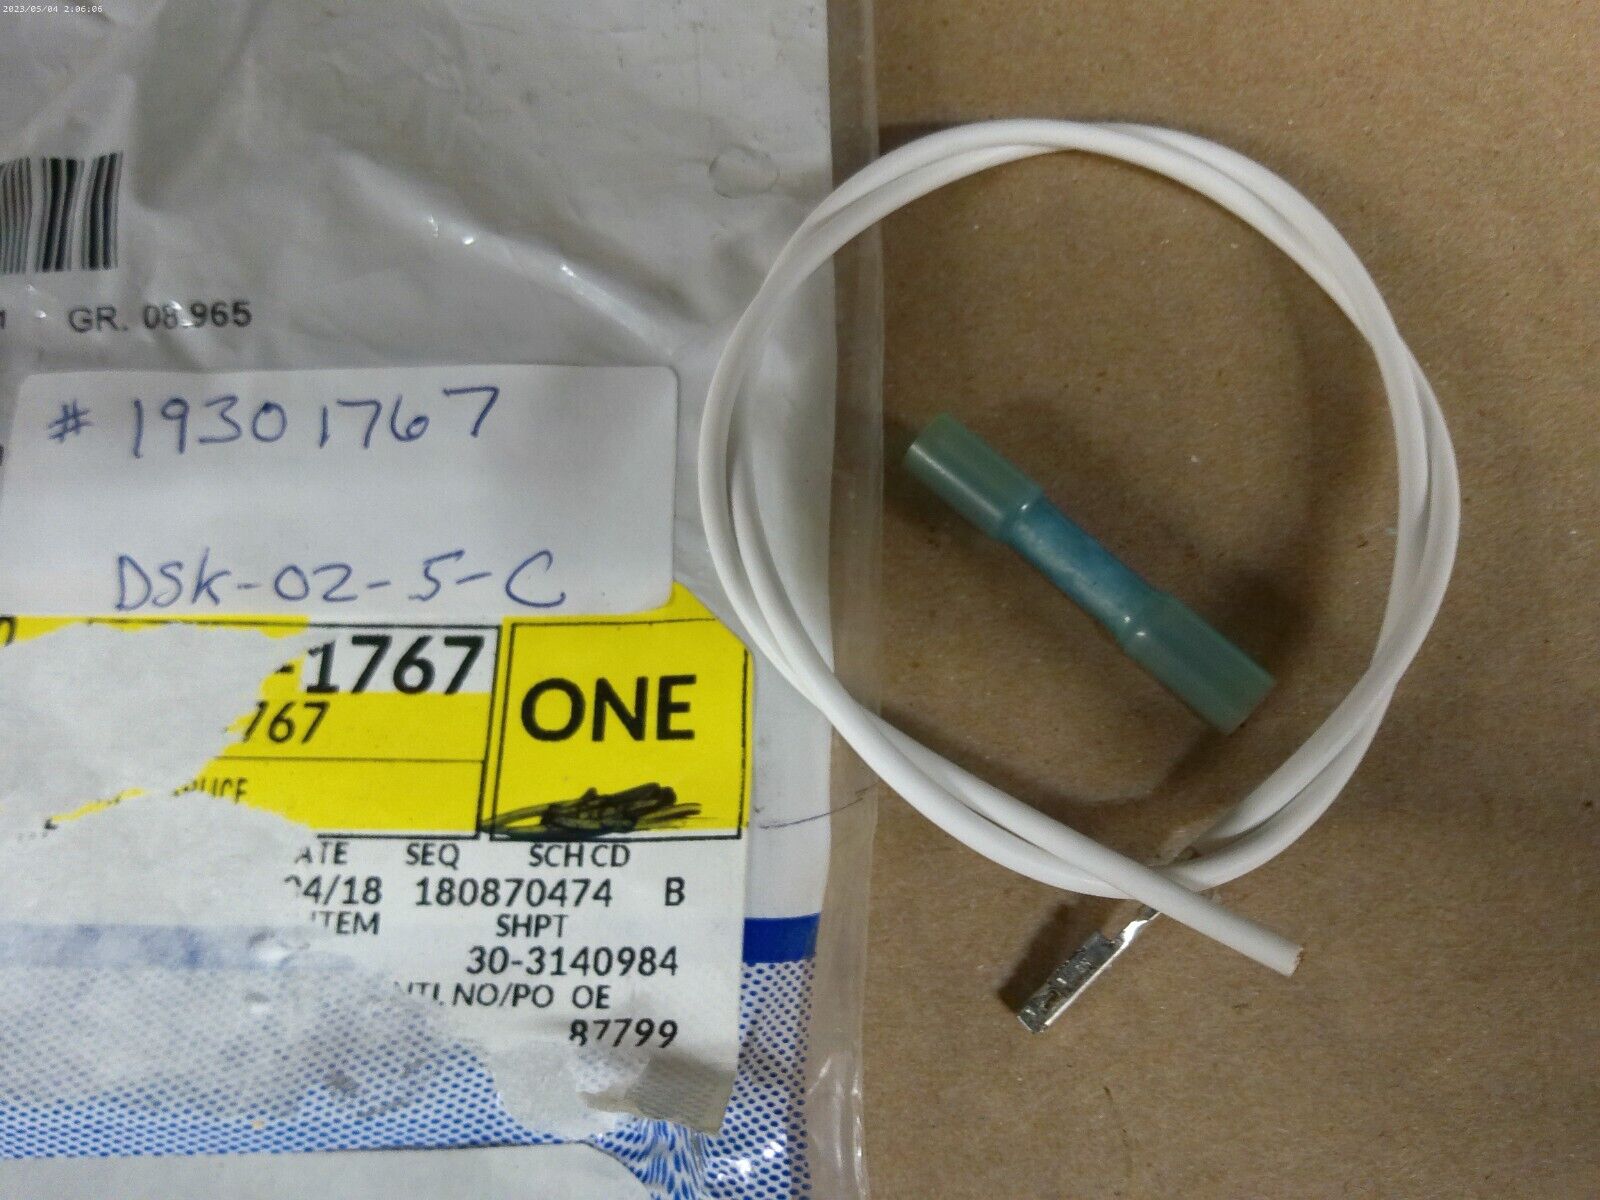 2023/05/04 2:06:06
GR. 08.965
# 19301767
DSK-02-5-C
-1767
767
ONE
ATE SEQ SCH CD
04/18 180870474 B
ITEM SHPT
30-3140984
NTL NO/PO OE
87799